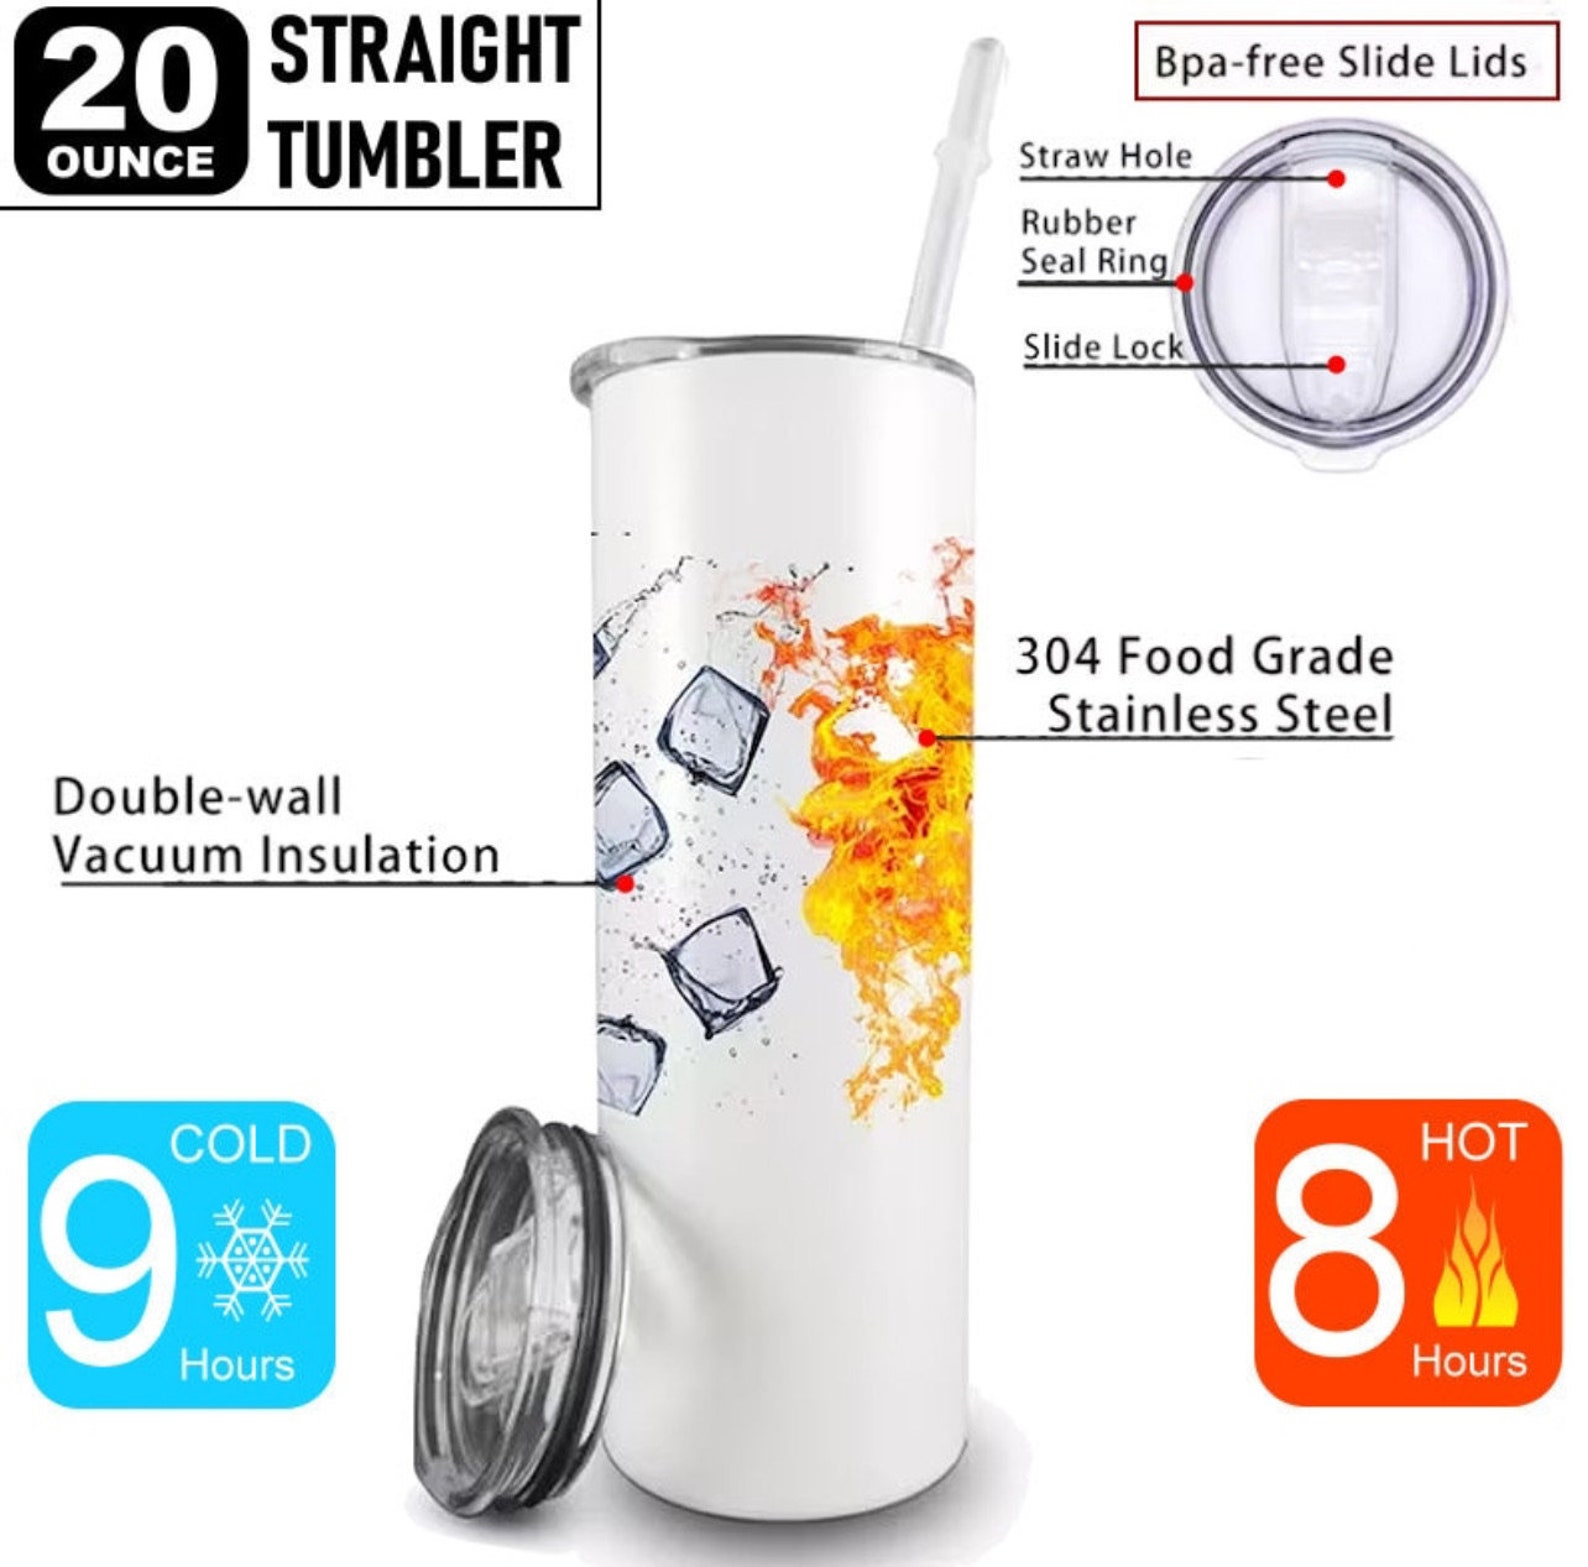 20
OUNCE
STRAIGHT
TUMBLER
Bpa-free Slide Lids
Straw Hole
Rubber
Seal Ring
Slide Lock
304 Food Grade
Stainless Steel
Double-wall
Vacuum Insulation
COLD
9
Hours
HOT
8
Hours